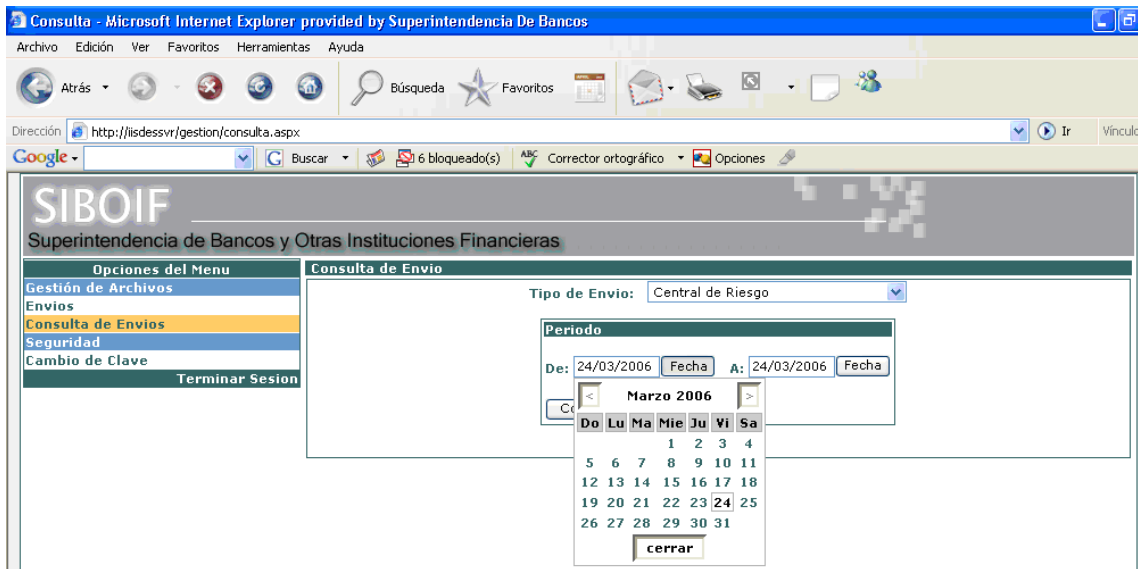 Consulta - Microsoft Internet Explorer provided by Superintendencia De Bancos
Archivo Edición Ver Favoritos Herramientas Ayuda
Atrás Búsqueda Favoritos
Dirección http://iisdessvr/gestion/consulta.aspx Ir
Google Buscar 6 bloqueado(s) ABC Corrector ortográfico Opciones
SIBOIF
Superintendencia de Bancos y Otras Instituciones Financieras
Opciones del Menu
Gestión de Archivos
Envios
Consulta de Envios
Seguridad
Cambio de Clave
Terminar Sesion
Consulta de Envio
Tipo de Envio: Central de Riesgo
Periodo
De: 24/03/2006 Fecha A: 24/03/2006 Fecha
< Marzo 2006 >
Do Lu Ma Mie Ju Vi Sa
1 2 3 4
5 6 7 8 9 10 11
12 13 14 15 16 17 18
19 20 21 22 23 24 25
26 27 28 29 30 31
cerrar